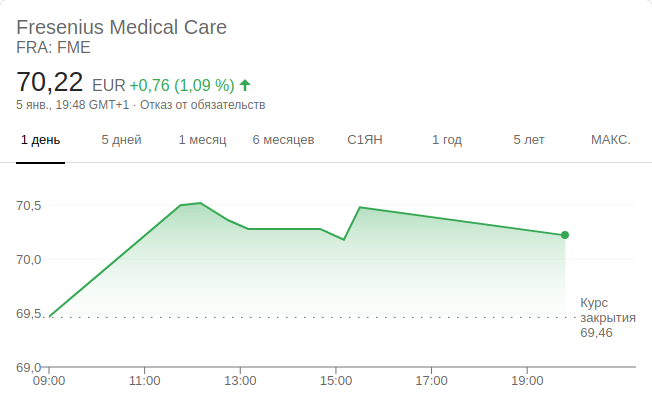 Fresenius Medical Care
FRA: FME
70,22 EUR +0,76 (1,09 %)
5 янв., 19:48 GMT+1 · Отказ от обязательств
1 день 5 дней 1 месяц 6 месяцев С1ЯН 1 год 5 лет МАКС.
70,5
70,0
69,5
69,0
Курс
закрытия
69,46
09:00 11:00 13:00 15:00 17:00 19:00